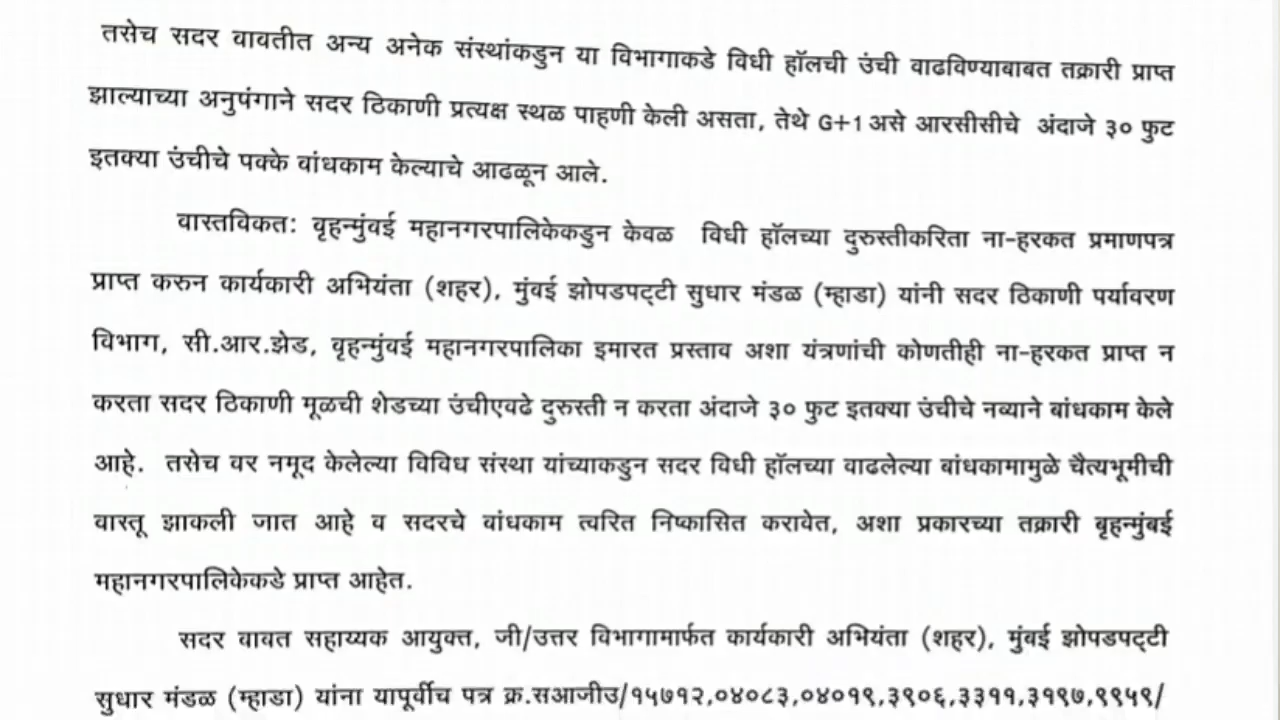 तसेच सदर वावतीत अन्य अनेक संस्थांकडुन या विभागाकडे विधी हॉलची उंची वाढविण्याबाबत तक्रारी प्राप्त
झाल्याच्या अनुपंगाने सदर ठिकाणी प्रत्यक्ष स्थळ पाहणी केली असता, तेथे G+1 असे आरसीसीचे अंदाजे ३० फुट
इतक्या उंचीचे पक्के वांधकाम केल्याचे आढळून आले.
वास्तविकत: वृहन्मुंवई महानगरपालिकेकडुन केवळ विधी हॉलच्या दुरुस्तीकरिता ना-हरकत प्रमाणपत्र
प्राप्त करुन कार्यकारी अभियंता (शहर), मुंवई झोपडपट्टी सुधार मंडळ (म्हाडा) यांनी सदर ठिकाणी पर्यावरण
विभाग, सी.आर.झेड, वृहन्मुंवई महानगरपालिका इमारत प्रस्ताव अशा यंत्रणांची कोणतीही ना-हरकत प्राप्त न
करता सदर ठिकाणी मूळची शेडच्या उंचीएवढे दुरुस्ती न करता अंदाजे ३० फुट इतक्या उंचीचे नव्याने बांधकाम केले
आहे. तसेच वर नमूद केलेल्या विविध संस्था यांच्याकडुन सदर विधी हॉलच्या वाढलेल्या बांधकामामुळे चैत्यभूमीची
वास्तू झाकली जात आहे व सदरचे वांधकाम त्वरित निष्कासित करावेत, अशा प्रकारच्या तक्रारी बृहन्मुंबई
महानगरपालिकेकडे प्राप्त आहेत.
सदर वावत सहाय्यक आयुक्त, जी/उत्तर विभागामार्फत कार्यकारी अभियंता (शहर), मुंवई झोपडपट्टी
सुधार मंडळ (म्हाडा) यांना यापूर्वीच पत्र क्र.सआजीउ/१५७१२,०४०८३,०४०१९,३९०६,३३११,३१९७,९९५९/